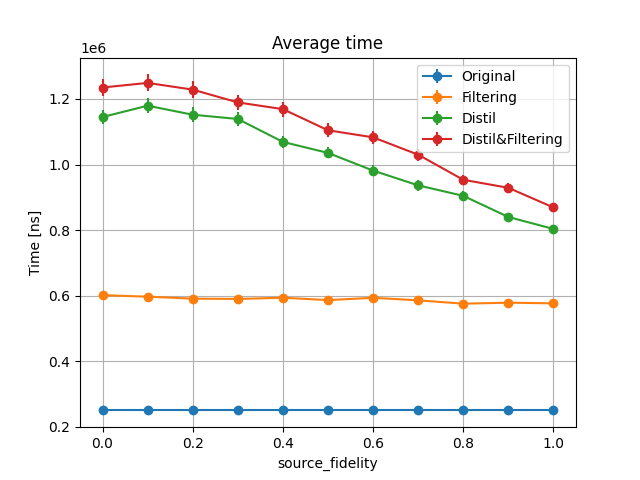 Average time
1e6
Original
Filtering
Distil
Distil&Filtering
1.2
1.0
0.8
0.6
0.4
0.2
Time [ns]
0.0 0.2 0.4 0.6 0.8 1.0
source_fidelity